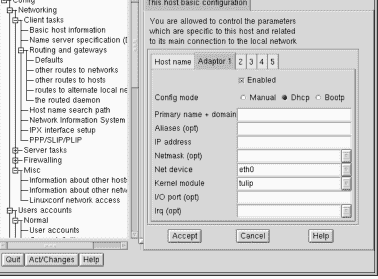 Config
Networking
Client tasks
Basic host information
Name server specification (
Routing and gateways
Defaults
other routes to networks
other routes to hosts
routes to alternate local ne
the routed daemon
Host name search path
Network Information System
IPX interface setup
PPP/SLIP/PLIP
Server tasks
Firewalling
Misc
Information about other host
Information about other netw
Linuxconf network access
Users accounts
Normal
User accounts
Quit Act/Changes Help
This host basic configuration
You are allowed to control the parameters
which are specific to this host and related
to its main connection to the local network
Host name Adaptor 1 2 3 4 5
Enabled
Config mode Manual Dhcp Bootp
Primary name + domain
Aliases (opt)
IP address
Netmask (opt)
Net device eth0
Kernel module tulip
I/O port (opt)
Irq (opt)
Accept Cancel Help